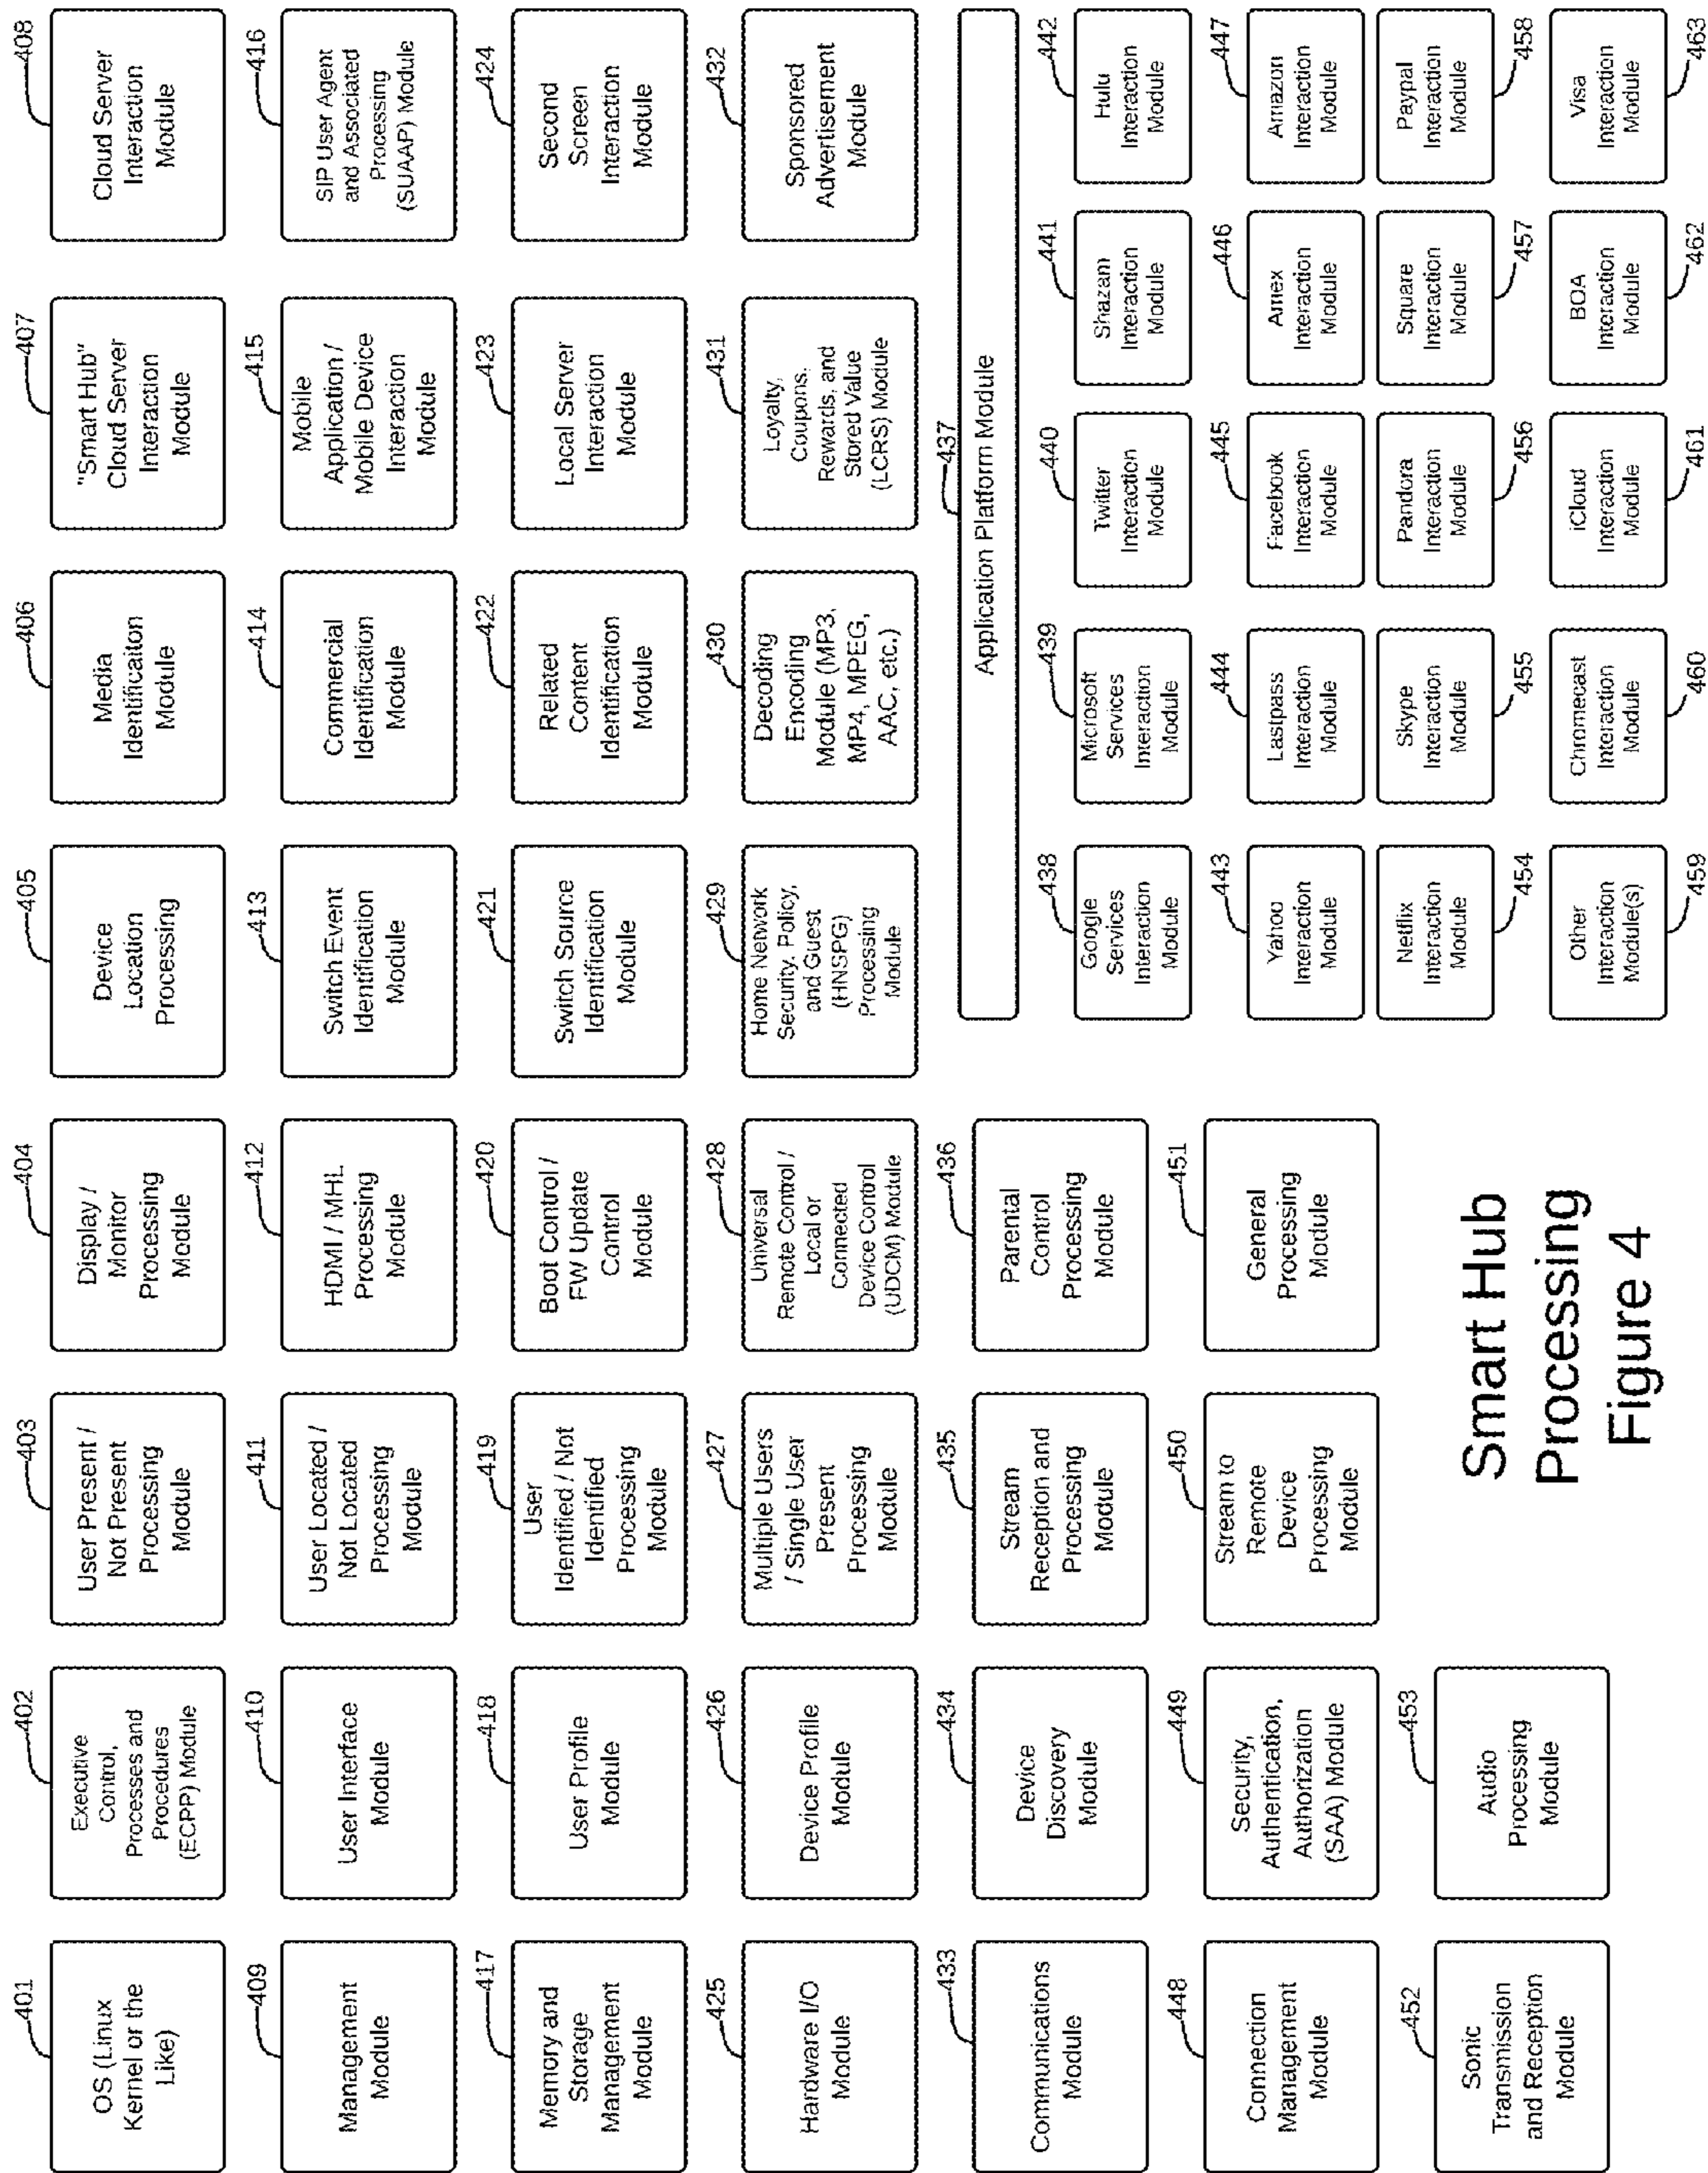 401
OS (Linux
Kernel or the
Like)
402
Executive
Control,
Processes and
Procedures
(ECPP) Module
403
User Present /
Not Present
Processing
Module
404
Display /
Monitor
Processing
Module
405
Device
Location
Processing
406
Media
Identificaiton
Module
407
"Smart Hub"
Cloud Server
Interaction
Module
408
Cloud Server
Interaction
Module
409
Management
Module
410
User Interface
Module
411
User Located /
Not Located
Processing
Module
412
HDMI / MHL
Processing
Module
413
Switch Event
Identification
Module
414
Commercial
Identification
Module
415
Mobile
Application /
Mobile Device
Interaction
Module
416
SIP User Agent
and Associated
Processing
(SUAAP) Module
417
Memory and
Storage
Management
Module
418
User Profile
Module
419
User
Identified / Not
Identified
Processing
Module
420
Boot Control /
FW Update
Control
Module
421
Switch Source
Identification
Module
422
Related
Content
Identification
Module
423
Local Server
Interaction
Module
424
Second
Screen
Interaction
Module
425
Hardware I/O
Module
426
Device Profile
Module
427
Multiple Users
/ Single User
Present
Processing
Module
428
Universal
Remote Control /
Local or
Connected
Device Control
(UDCM) Module
429
Home Network
Security, Policy,
and Guest
(HNSPG)
Processing
Module
430
Decoding
Encoding
Module (MP3,
MP4, MPEG,
AAC, etc.)
431
Loyalty,
Coupons,
Rewards, and
Stored Value
(LCRS) Module
432
Sponsored
Advertisement
Module
433
Communications
Module
434
Device
Discovery
Module
435
Stream
Reception and
Processing
Module
436
Parental
Control
Processing
Module
437
Application Platform Module
438
Google
Services
Interaction
Module
439
Microsoft
Services
Interaction
Module
440
Twitter
Interaction
Module
441
Shazam
Interaction
Module
442
Hulu
Interaction
Module
448
Connection
Management
Module
449
Security,
Authentication,
Authorization
(SAA) Module
450
Stream to
Remote
Device
Processing
Module
451
General
Processing
Module
443
Yahoo
Interaction
Module
444
Lastpass
Interaction
Module
445
Facebook
Interaction
Module
446
Amex
Interaction
Module
447
Amazon
Interaction
Module
Netflix
Interaction
Module
454
Skype
Interaction
Module
455
Pandora
Interaction
Module
456
Square
Interaction
Module
457
Paypal
Interaction
Module
458
452
Sonic
Transmission
and Reception
Module
453
Audio
Processing
Module
Other
Interaction
Module(s)
459
Chromecast
Interaction
Module
460
iCloud
Interaction
Module
461
BOA
Interaction
Module
462
Visa
Interaction
Module
463
Smart Hub
Processing
Figure 4